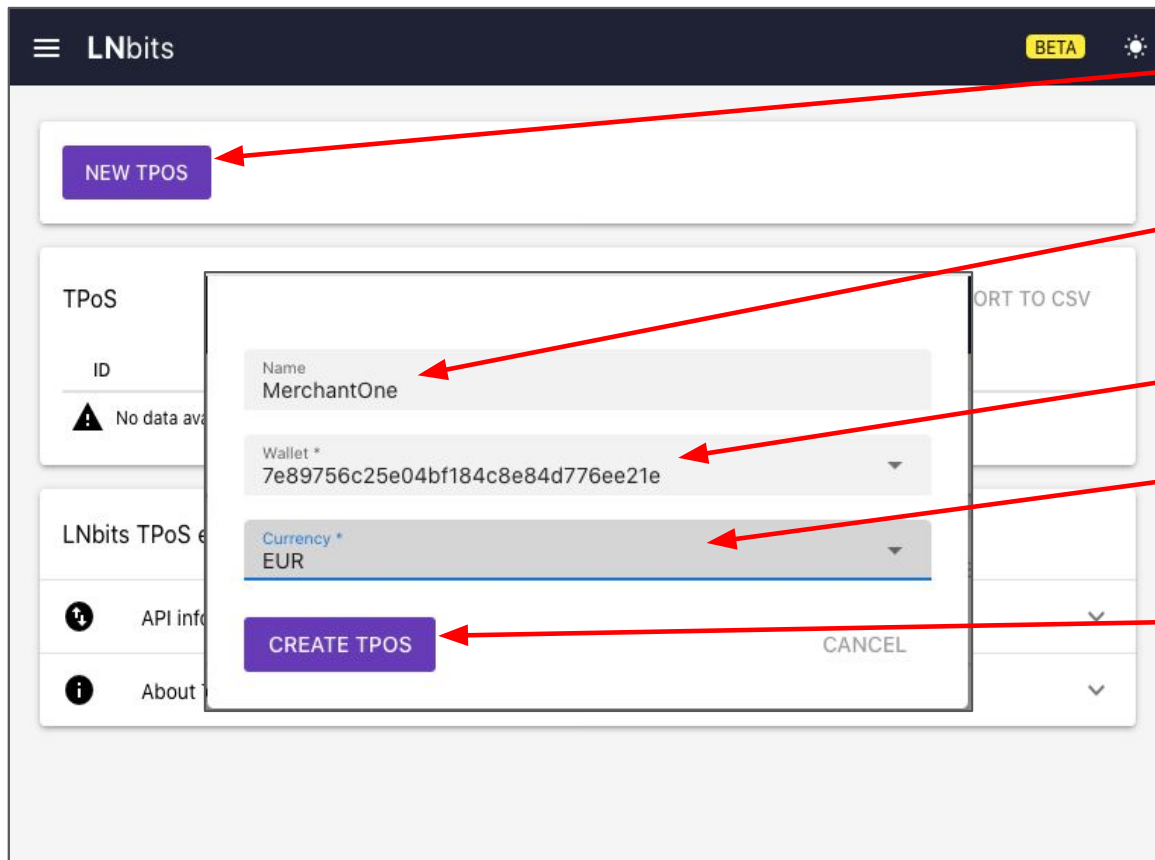 LNbits
BETA
NEW TPOS
TPoS
ORT TO CSV
ID
No data ava
Name
MerchantOne
Wallet *
7e89756c25e04bf184c8e84d776ee21e
LNbits TPoS e
Currency *
EUR
API info
CREATE TPOS
CANCEL
About T